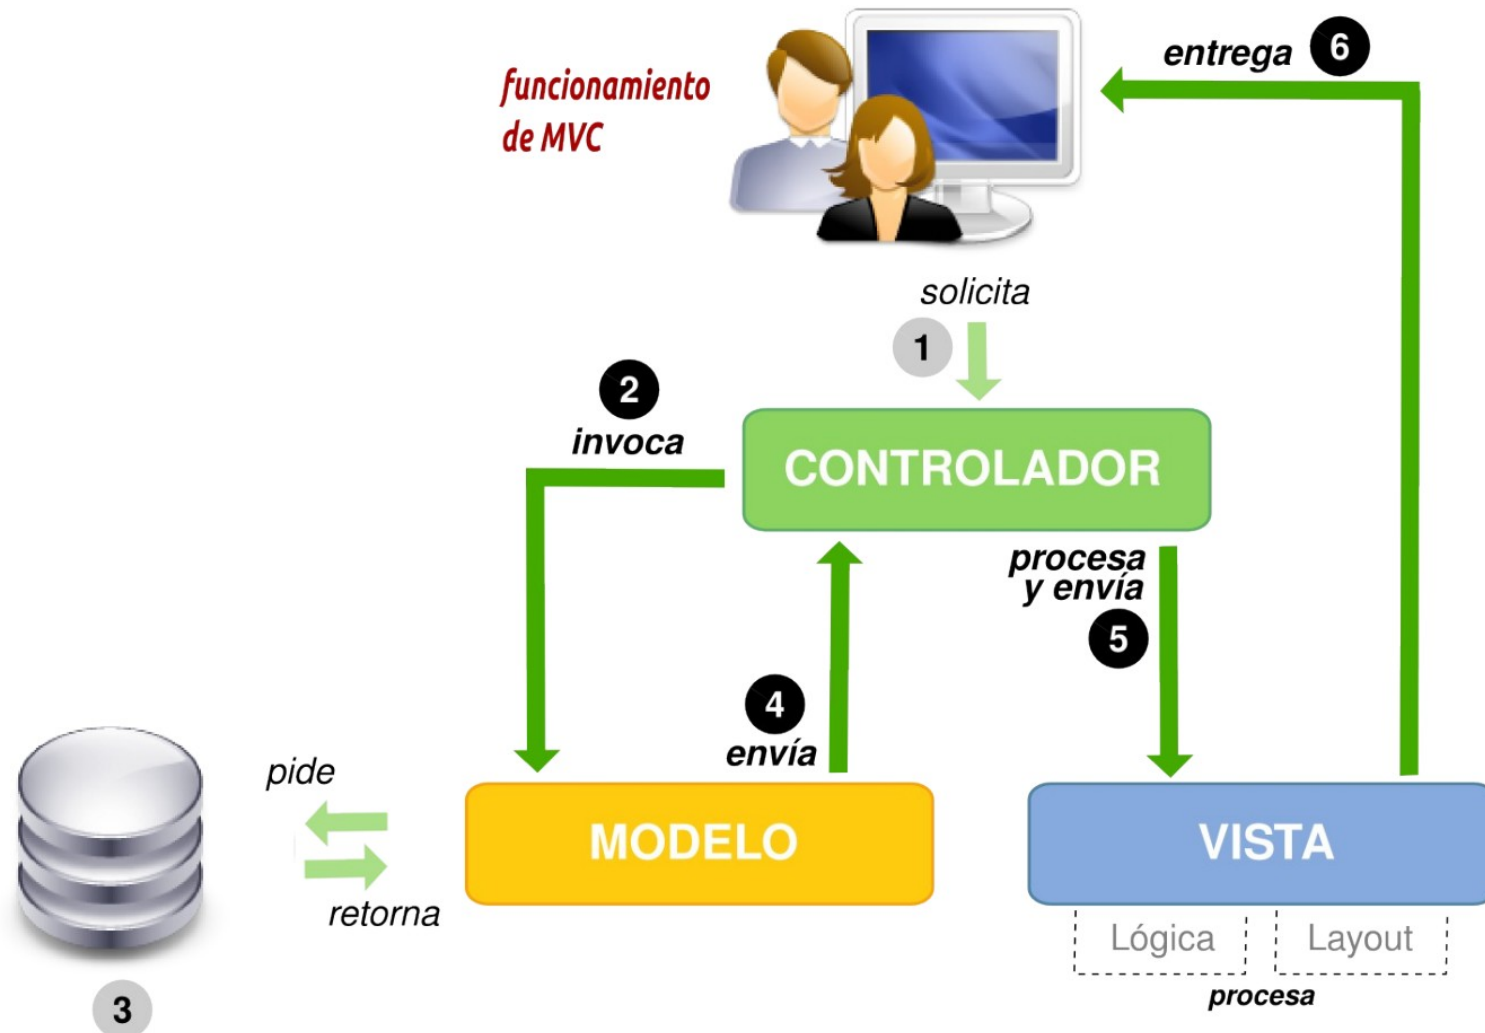 funcionamiento
de MVC
entrega 6
solicita
1
2
invoca
CONTROLADOR
procesa
y envía
5
4
envía
pide
retorna
3
MODELO
VISTA
Lógica
Layout
procesa